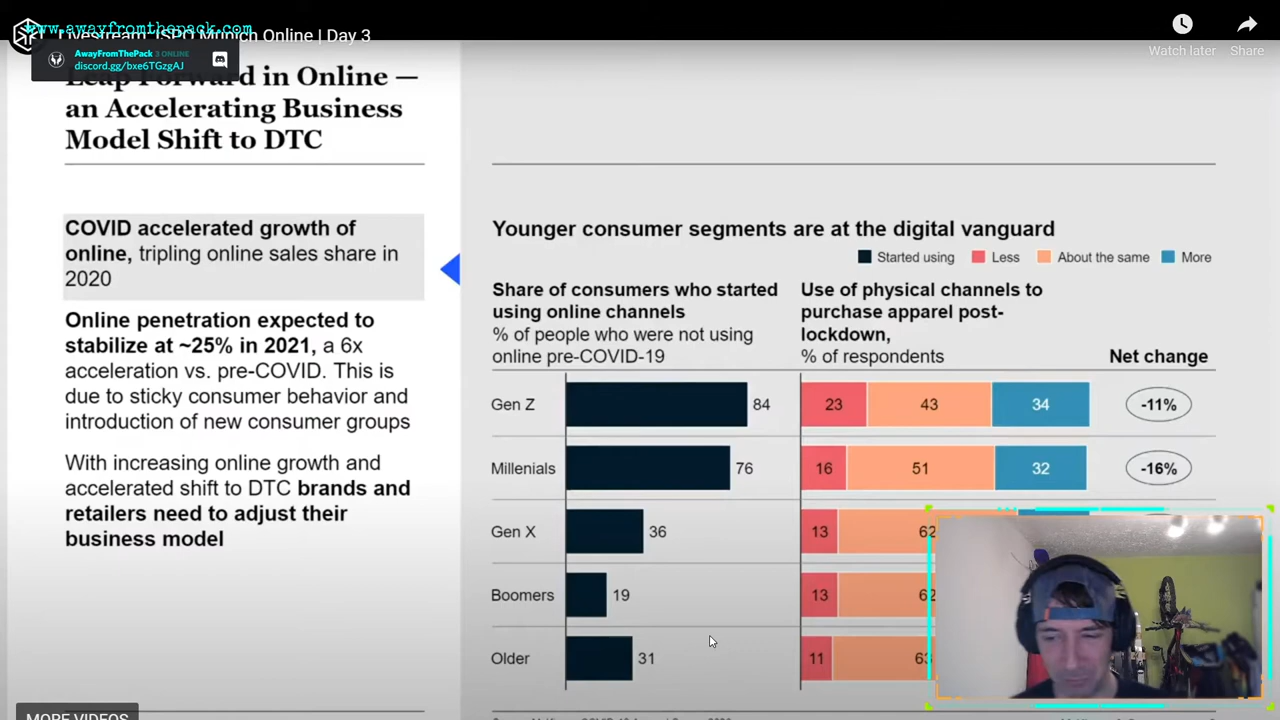 www.awayfromthepack.com
Livestream: ISPO Munich Online | Day 3
Watch later
Share
AwayFromThePack 3 ONLINE
discord.gg/bxe6TGzgAJ
Leap Forward in Online —
an Accelerating Business
Model Shift to DTC
COVID accelerated growth of
online, tripling online sales share in
2020
Online penetration expected to
stabilize at ~25% in 2021, a 6x
acceleration vs. pre-COVID. This is
due to sticky consumer behavior and
introduction of new consumer groups
With increasing online growth and
accelerated shift to DTC brands and
retailers need to adjust their
business model
Younger consumer segments are at the digital vanguard
Started using
Less
About the same
More
Share of consumers who started
using online channels
% of people who were not using
online pre-COVID-19
Use of physical channels to
purchase apparel post-
lockdown,
% of respondents
Net change
Gen Z 84 23 43 34 -11%
Millenials 76 16 51 32 -16%
Gen X 36 13 62
Boomers 19 13 62
Older 31 11 63
MORE VIDEOS